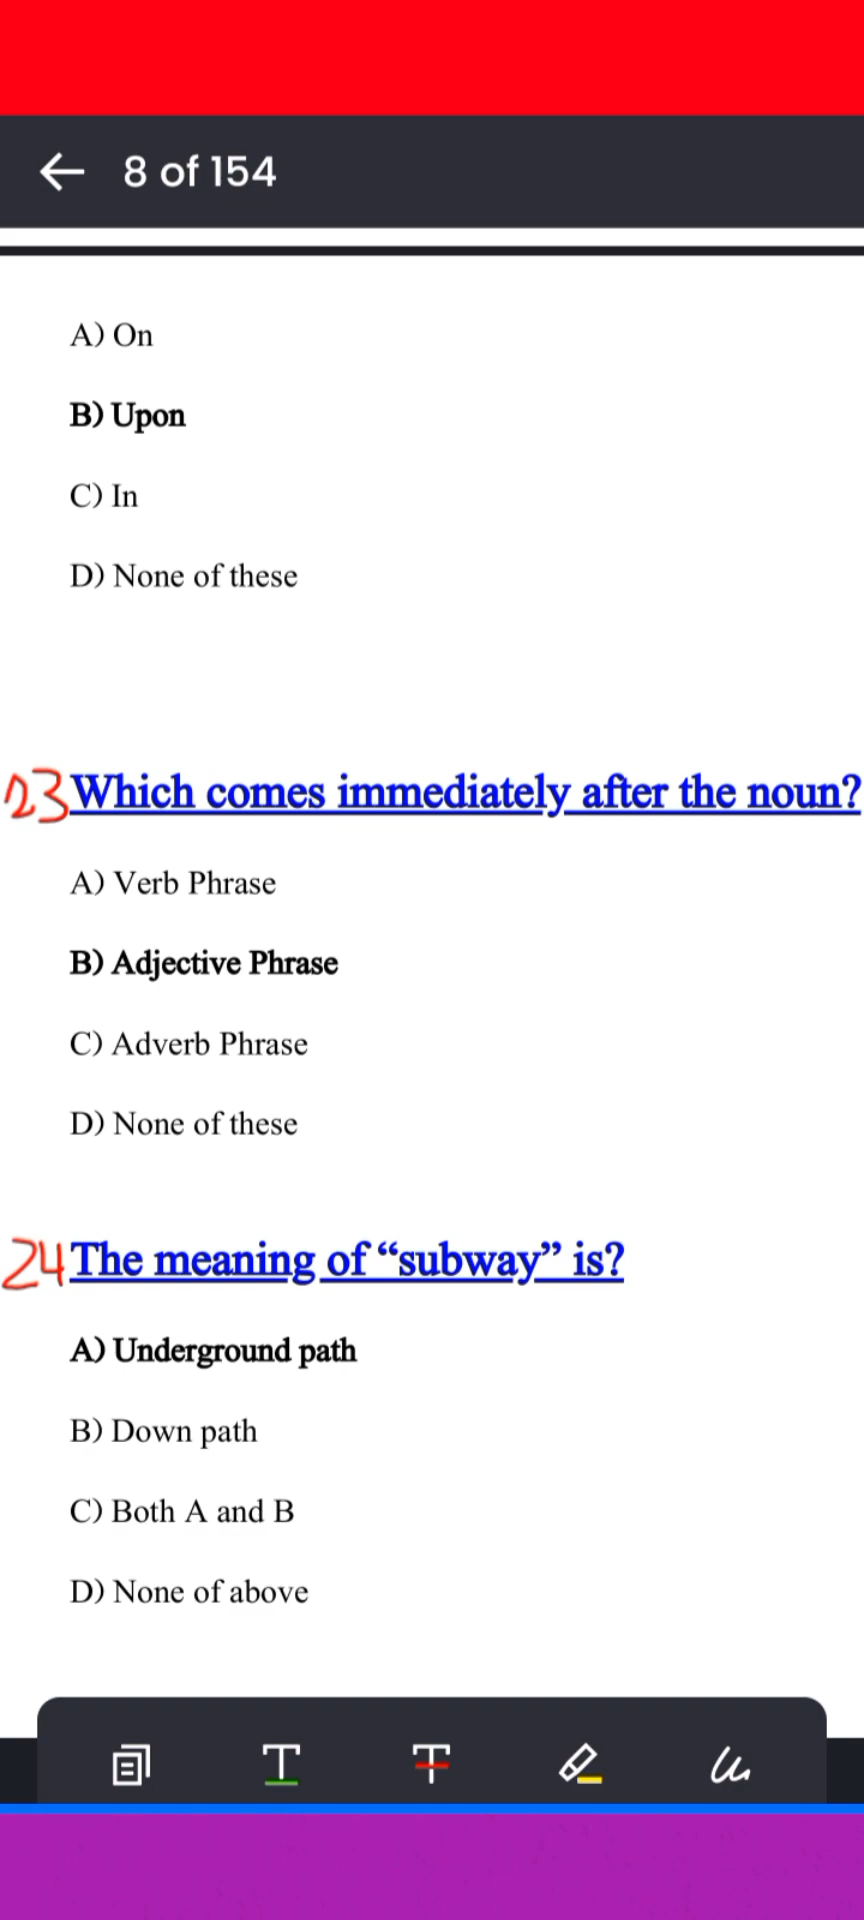 8 of 154
A) On
B) Upon
C) In
D) None of these
23 Which comes immediately after the noun?
A) Verb Phrase
B) Adjective Phrase
C) Adverb Phrase
D) None of these
24 The meaning of “subway” is?
A) Underground path
B) Down path
C) Both A and B
D) None of above